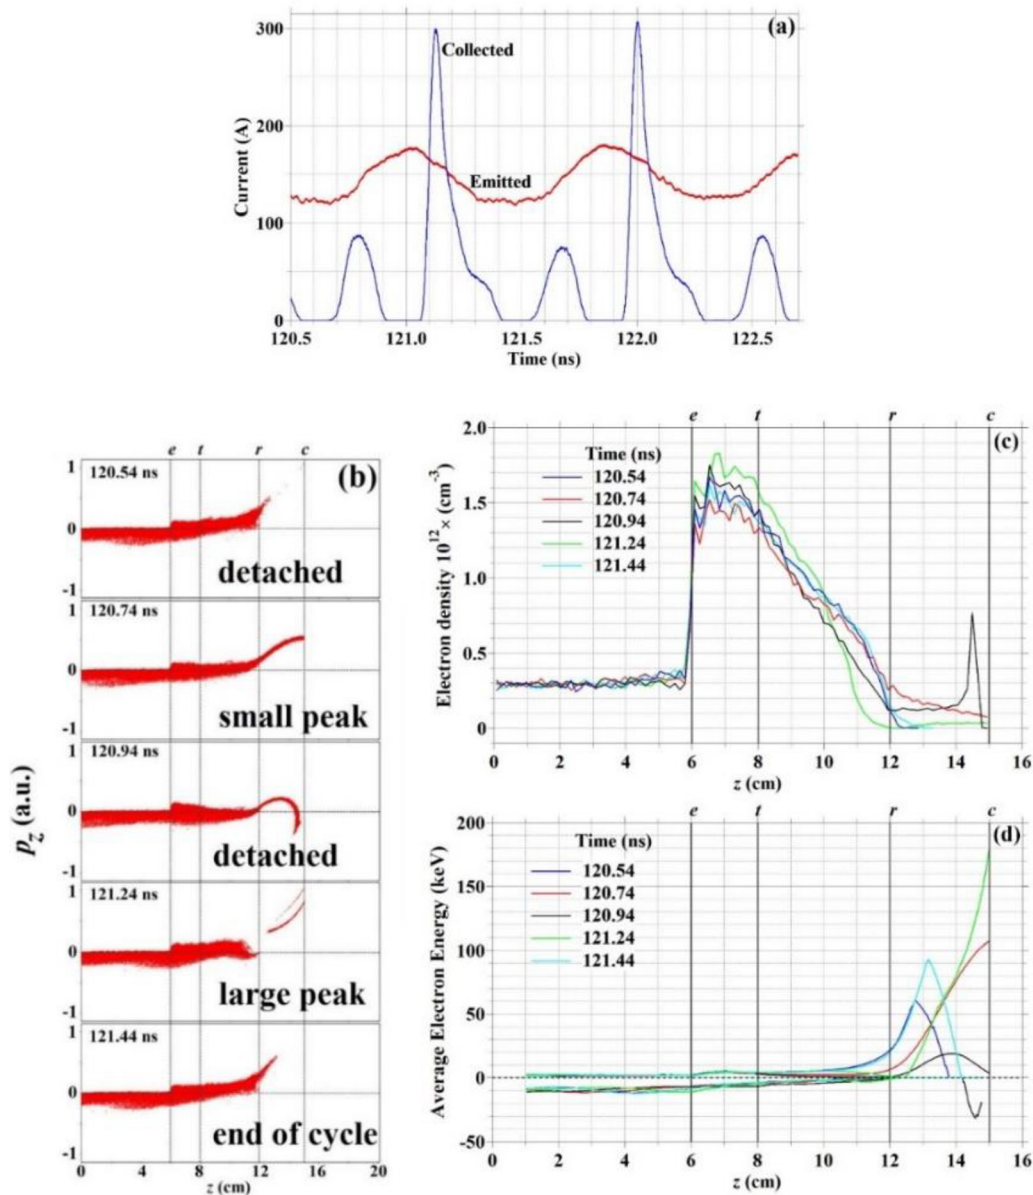 (a)
300
Collected
200
Current (A)
Emitted
100
0
120.5 121.0 121.5 122.0 122.5
Time (ns)
e t r c
(b)
1
120.54 ns
0
detached
-1
120.74 ns
0
small peak
-1
1
120.94 ns
0
detached
-1
1
121.24 ns
0
large peak
-1
1
121.44 ns
0
end of cycle
-1
0 4 8 12 16 20
z (cm)
p_z (a.u.)
e t r c
2.0
(c)
Time (ns)
120.54
120.74
120.94
121.24
121.44
1.5
1.0
0.5
0
Electron density 10¹² × (cm⁻³)
0 2 4 6 8 10 12 14 16
z (cm)
e t r c
200
(d)
Time (ns)
120.54
120.74
120.94
121.24
121.44
150
100
50
0
-50
Average Electron Energy (keV)
0 2 4 6 8 10 12 14 16
z (cm)